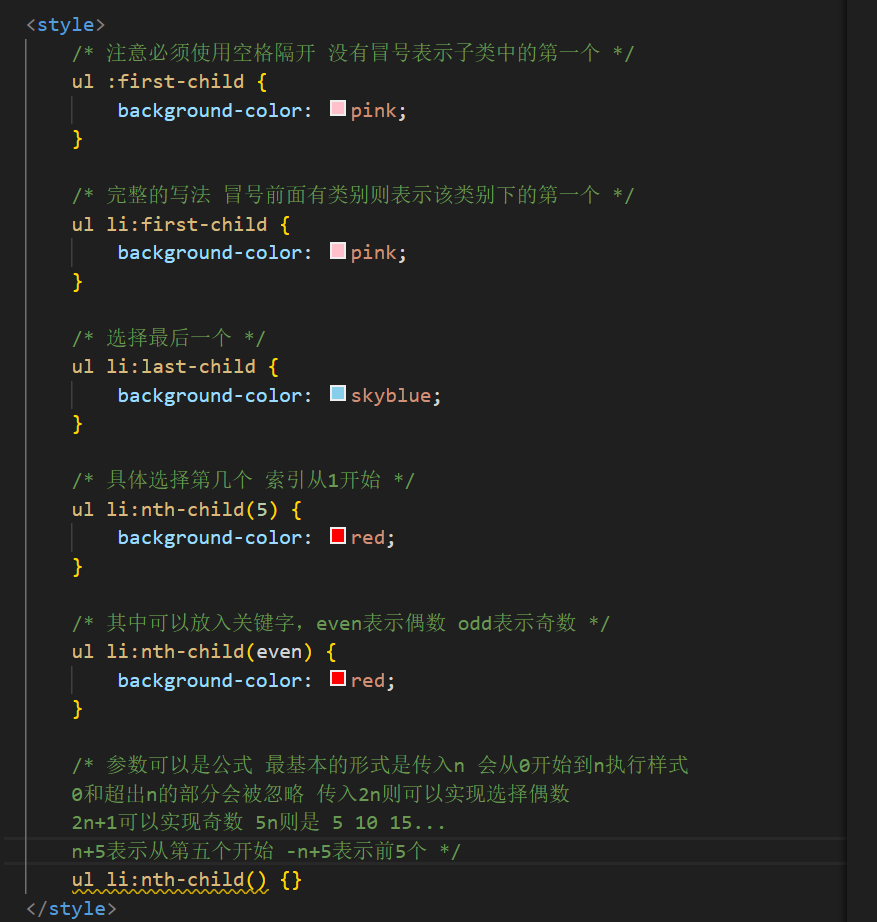 <style>
/* 注意必须使用空格隔开 没有冒号表示子类中的第一个 */
ul :first-child {
background-color: pink;
}
/* 完整的写法 冒号前面有类别则表示该类别下的第一个 */
ul li:first-child {
background-color: pink;
}
/* 选择最后一个 */
ul li:last-child {
background-color: skyblue;
}
/* 具体选择第几个 索引从1开始 */
ul li:nth-child(5) {
background-color: red;
}
/* 其中可以放入关键字，even表示偶数 odd表示奇数 */
ul li:nth-child(even) {
background-color: red;
}
/* 参数可以是公式 最基本的形式是传入n 会从0开始到n执行样式
0和超出n的部分会被忽略 传入2n则可以实现选择偶数
2n+1可以实现奇数 5n则是 5 10 15...
n+5表示从第五个开始 -n+5表示前5个 */
ul li:nth-child() {}
</style>